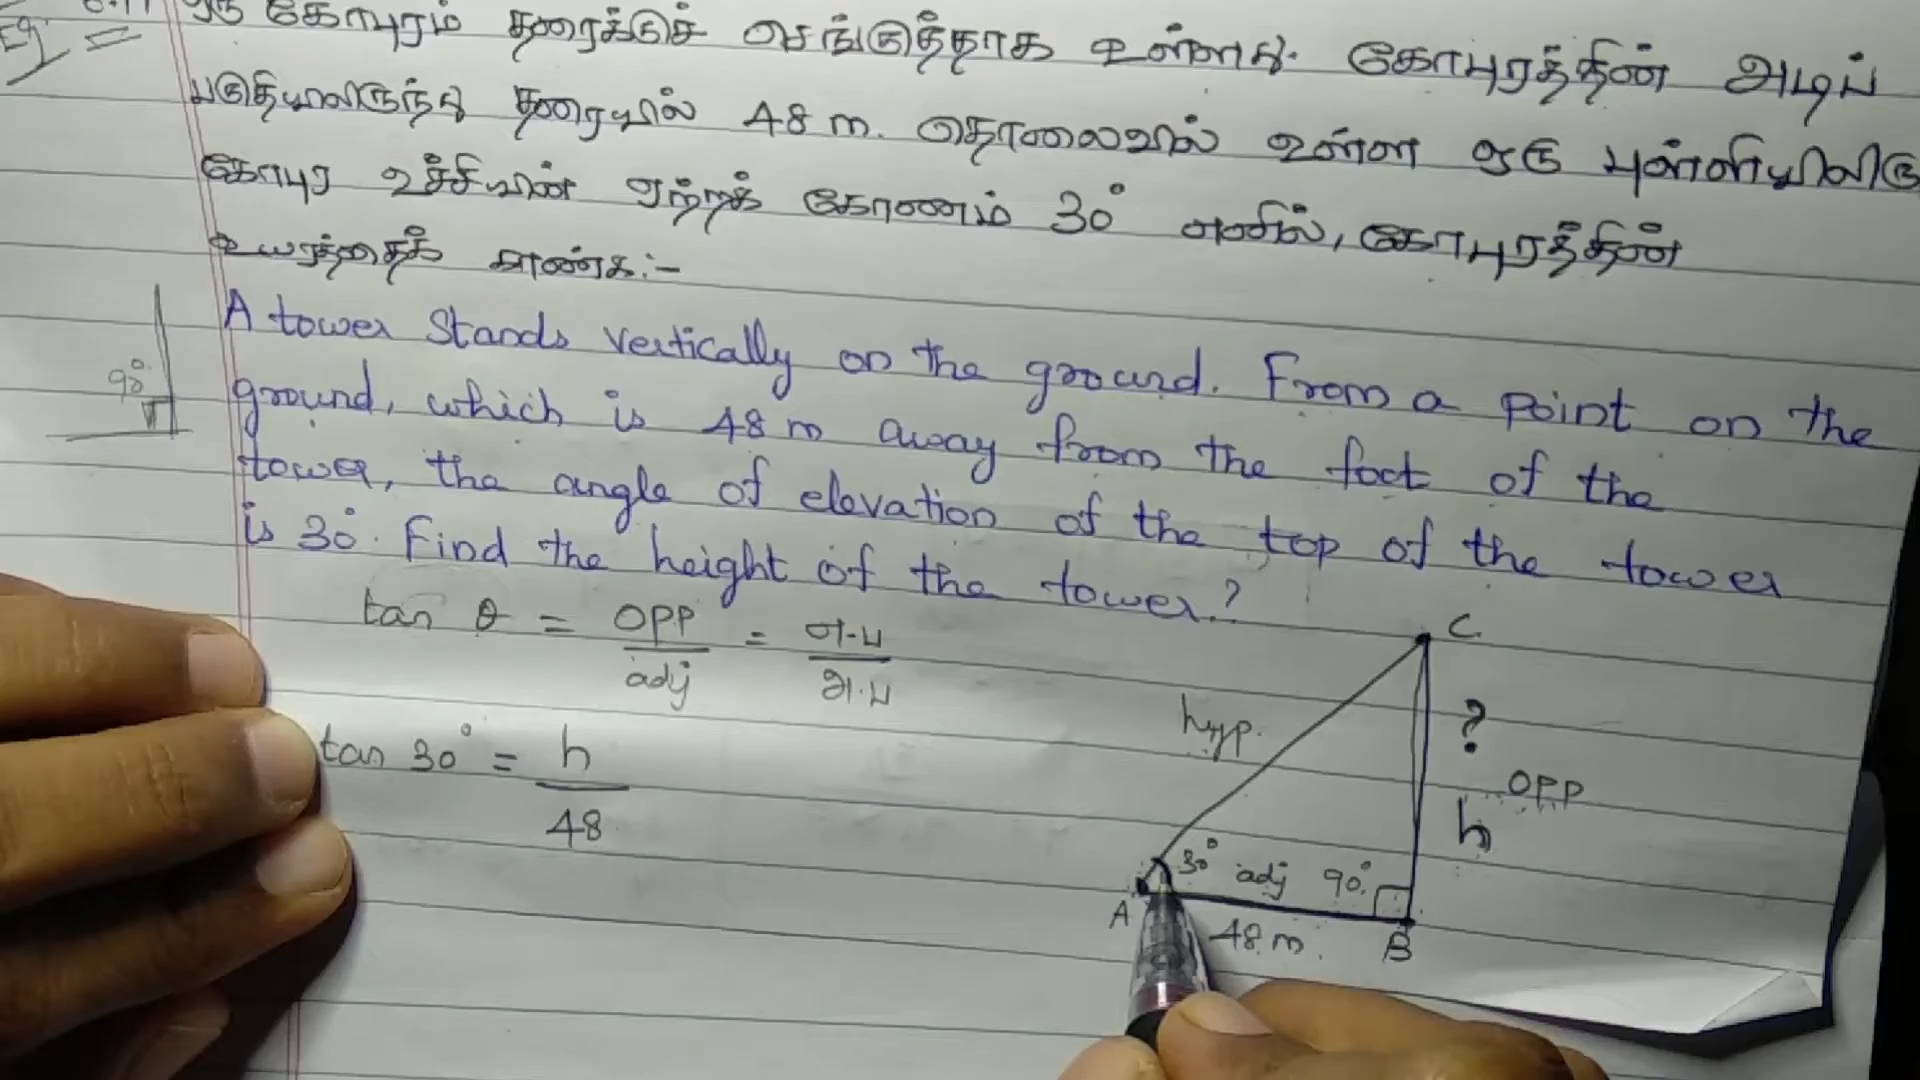 Eg
ஒரு கோபுரம் தரைக்குச் செங்குத்தாக உள்ளது. கோபுரத்தின் அடிப்
பகுதியிலிருந்து தரையில் 48 m. தொலைவில் உள்ள ஒரு புள்ளியிலிரு
கோபுர உச்சியின் ஏற்றக் கோணம் 30° எனில், கோபுரத்தின்
உயரத்தைக் காண்க:-
A tower Stands vertically on the ground. From a point on the
ground, which is 48 m away from the foot of the
tower, the angle of elevation of the top of the tower
is 30°. Find the height of the tower?
90°
tan θ = opp/adj = எ.ப/அ.ப
tan 30° = h/48
C.
hyp.
?
opp
h
30° adj 90°
A
48 m.
B